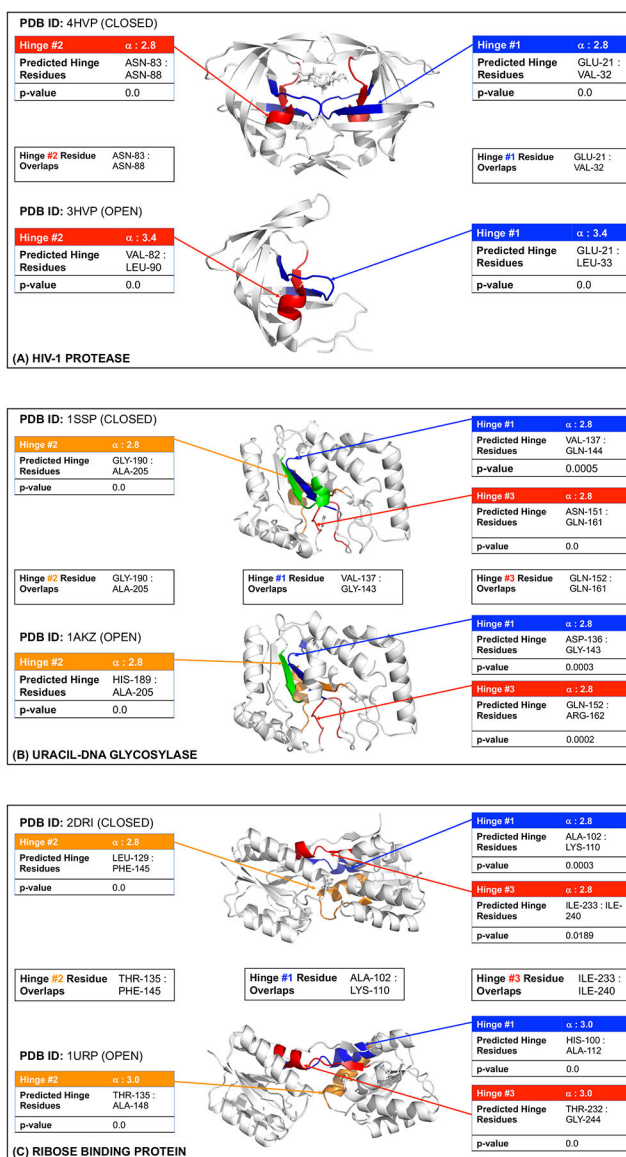 PDB ID: 4HVP (CLOSED)
Hinge #2 α : 2.8
Predicted Hinge ASN-83 :
Residues ASN-88
p-value 0.0
Hinge #1 α : 2.8
Predicted Hinge GLU-21 :
Residues VAL-32
p-value 0.0
Hinge #2 Residue ASN-83 :
Overlaps ASN-88
Hinge #1 Residue GLU-21 :
Overlaps VAL-32
PDB ID: 3HVP (OPEN)
Hinge #2 α : 3.4
Predicted Hinge VAL-82 :
Residues LEU-90
p-value 0.0
Hinge #1 α : 3.4
Predicted Hinge GLU-21 :
Residues LEU-33
p-value 0.0
(A) HIV-1 PROTEASE
PDB ID: 1SSP (CLOSED)
Hinge #2 α : 2.8
Predicted Hinge GLY-190 :
Residues ALA-205
p-value 0.0
Hinge #1 α : 2.8
Predicted Hinge VAL-137 :
Residues GLN-144
p-value 0.0005
Hinge #3 α : 2.8
Predicted Hinge ASN-151 :
Residues GLN-161
p-value 0.0
Hinge #2 Residue GLY-190 :
Overlaps ALA-205
Hinge #1 Residue VAL-137 :
Overlaps GLY-143
Hinge #3 Residue GLN-152 :
Overlaps GLN-161
PDB ID: 1AKZ (OPEN)
Hinge #2 α : 2.8
Predicted Hinge HIS-189 :
Residues ALA-205
p-value 0.0
Hinge #1 α : 2.8
Predicted Hinge ASP-136 :
Residues GLY-143
p-value 0.0003
Hinge #3 α : 2.8
Predicted Hinge GLN-152 :
Residues ARG-162
p-value 0.0002
(B) URACIL-DNA GLYCOSYLASE
PDB ID: 2DRI (CLOSED)
Hinge #2 α : 2.8
Predicted Hinge LEU-129 :
Residues PHE-145
p-value 0.0
Hinge #1 α : 2.8
Predicted Hinge ALA-102 :
Residues LYS-110
p-value 0.0003
Hinge #3 α : 2.8
Predicted Hinge ILE-233 : ILE-
Residues 240
p-value 0.0189
Hinge #2 Residue THR-135 :
Overlaps PHE-145
Hinge #1 Residue ALA-102 :
Overlaps LYS-110
Hinge #3 Residue ILE-233 :
Overlaps ILE-240
PDB ID: 1URP (OPEN)
Hinge #2 α : 3.0
Predicted Hinge THR-135 :
Residues ALA-148
p-value 0.0
Hinge #1 α : 3.0
Predicted Hinge HIS-100 :
Residues ALA-112
p-value 0.0
Hinge #3 α : 3.0
Predicted Hinge THR-232 :
Residues GLY-244
p-value 0.0
(C) RIBOSE BINDING PROTEIN